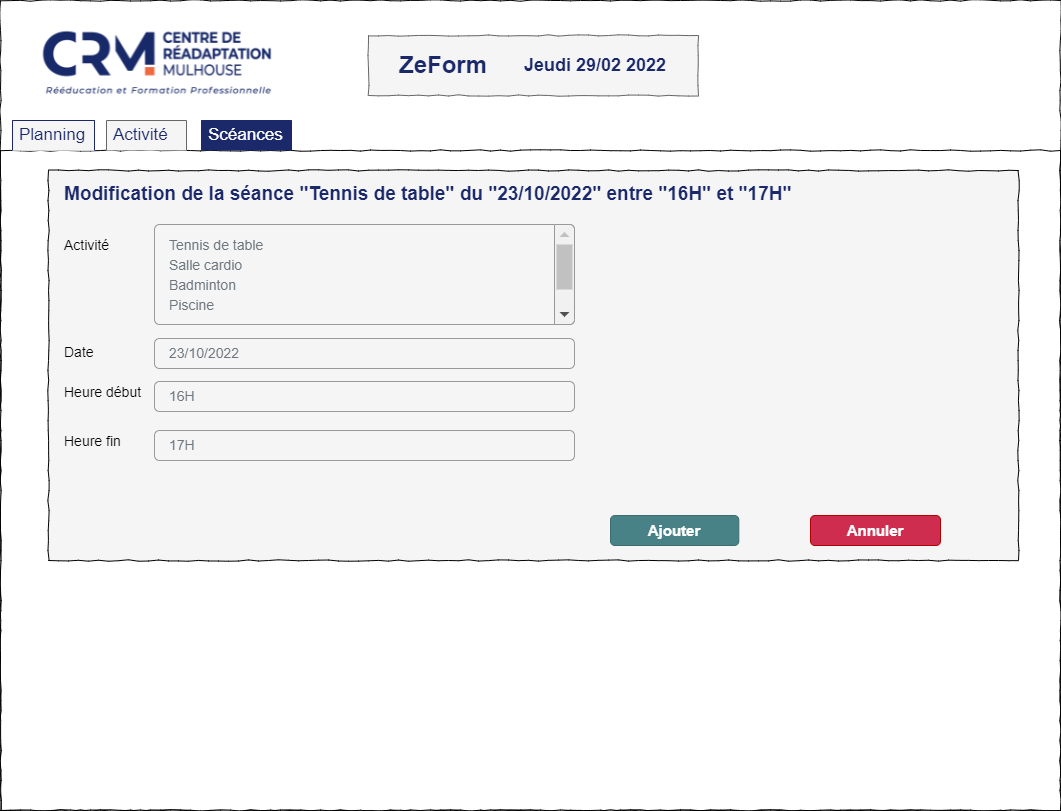 CRM CENTRE DE
RÉADAPTATION
MULHOUSE
Rééducation et Formation Professionnelle
ZeForm Jeudi 29/02 2022
Planning Activité Scéances
Modification de la séance "Tennis de table" du "23/10/2022" entre "16H" et "17H"
Activité
Tennis de table
Salle cardio
Badminton
Piscine
Date 23/10/2022
Heure début 16H
Heure fin 17H
Ajouter Annuler